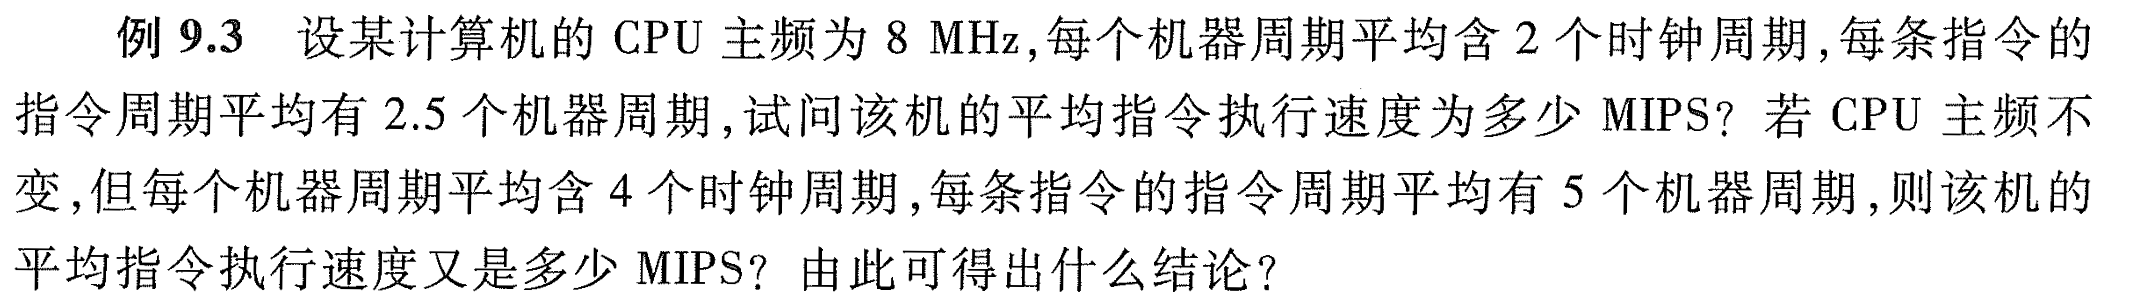 例 9.3 设某计算机的 CPU 主频为 8 MHz,每个机器周期平均含 2 个时钟周期,每条指令的
指令周期平均有 2.5 个机器周期,试问该机的平均指令执行速度为多少 MIPS? 若 CPU 主频不
变,但每个机器周期平均含 4 个时钟周期,每条指令的指令周期平均有 5 个机器周期,则该机的
平均指令执行速度又是多少 MIPS? 由此可得出什么结论?